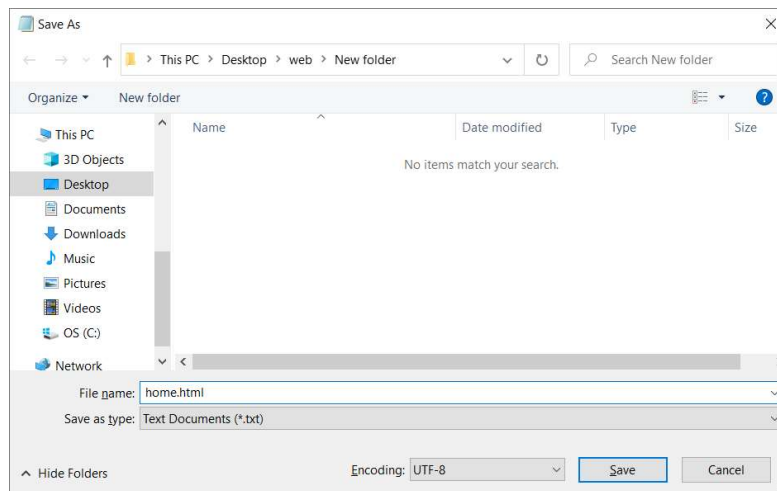 Save As
This PC > Desktop > web > New folder
Search New folder
Organize New folder
Name Date modified Type Size
No items match your search.
This PC
3D Objects
Desktop
Documents
Downloads
Music
Pictures
Videos
OS (C:)
Network
File name: home.html
Save as type: Text Documents (*.txt)
Hide Folders Encoding: UTF-8 Save Cancel